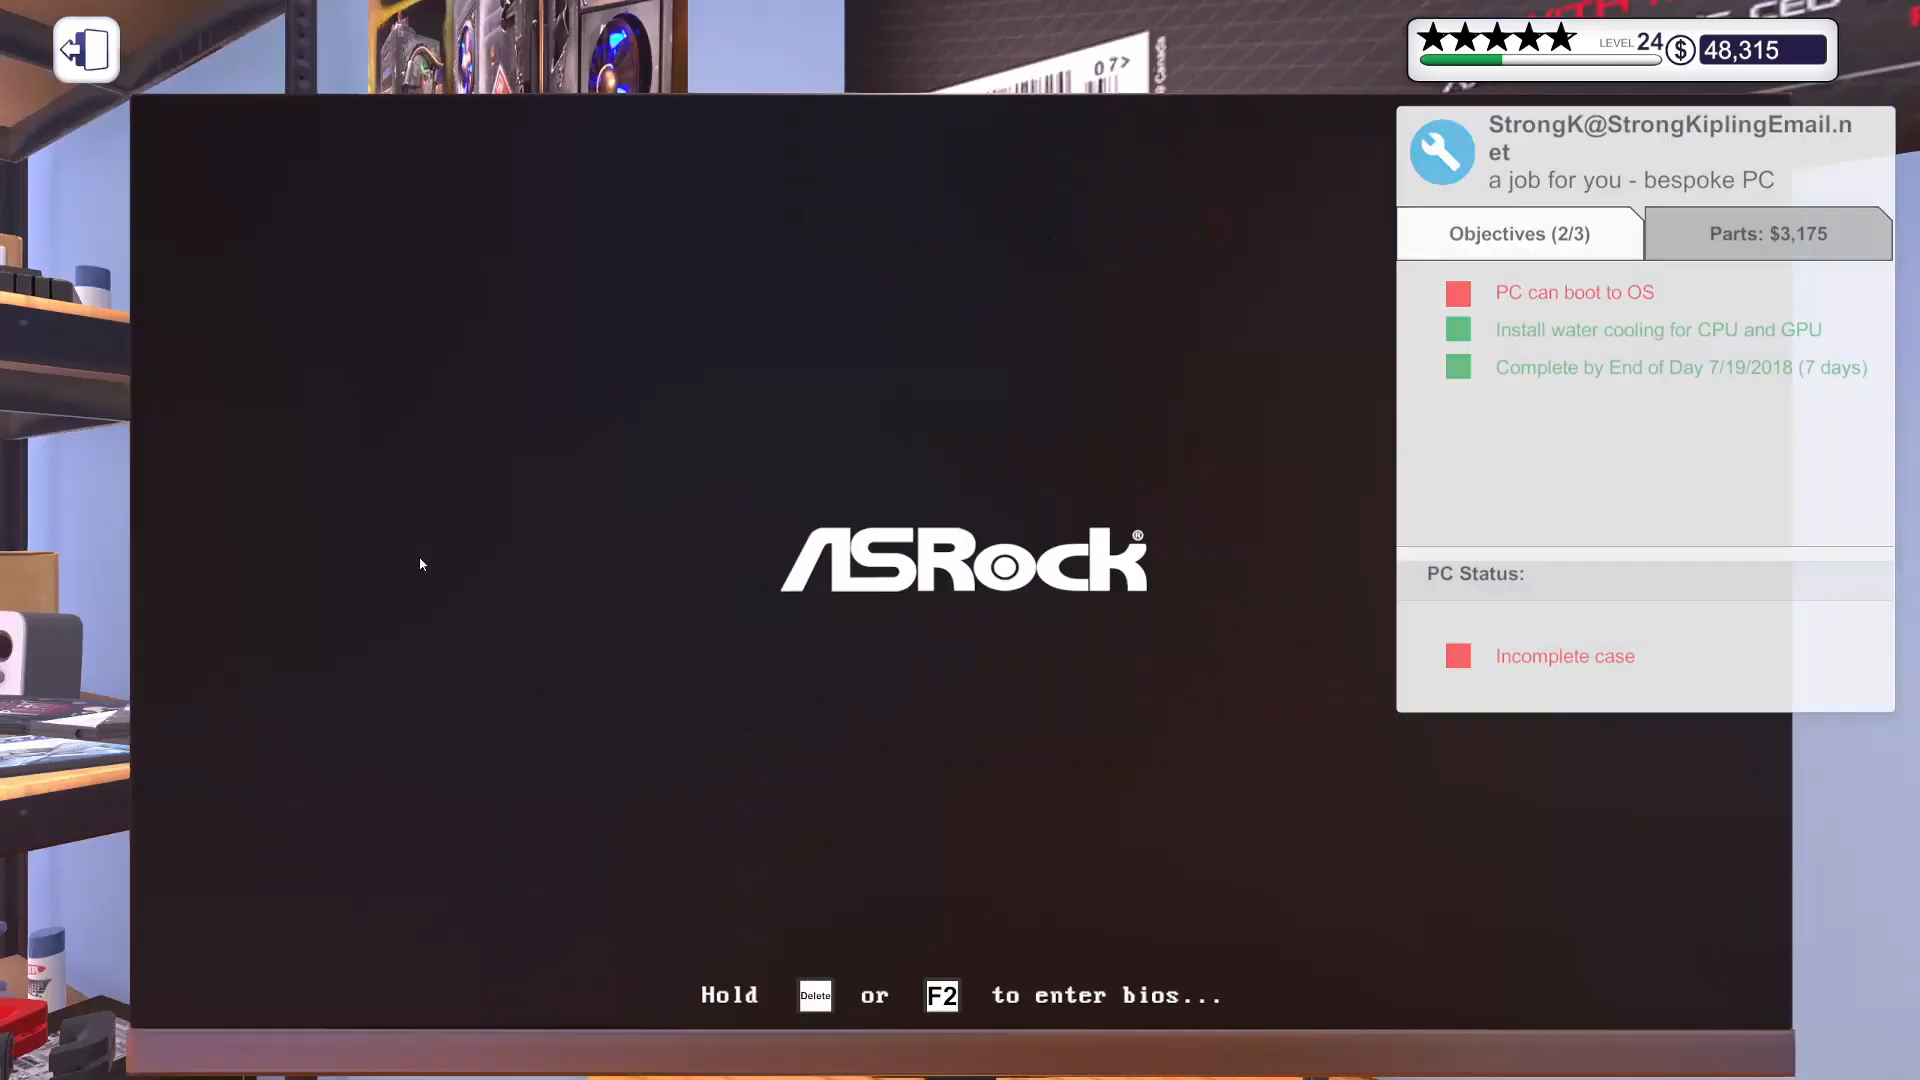 07>
LEVEL 24
$ 48,315
StrongK@StrongKiplingEmail.n
et
a job for you - bespoke PC
Objectives (2/3)
Parts: $3,175
PC can boot to OS
Install water cooling for CPU and GPU
Complete by End of Day 7/19/2018 (7 days)
ASRock®
PC Status:
Incomplete case
Hold Delete or F2 to enter bios...